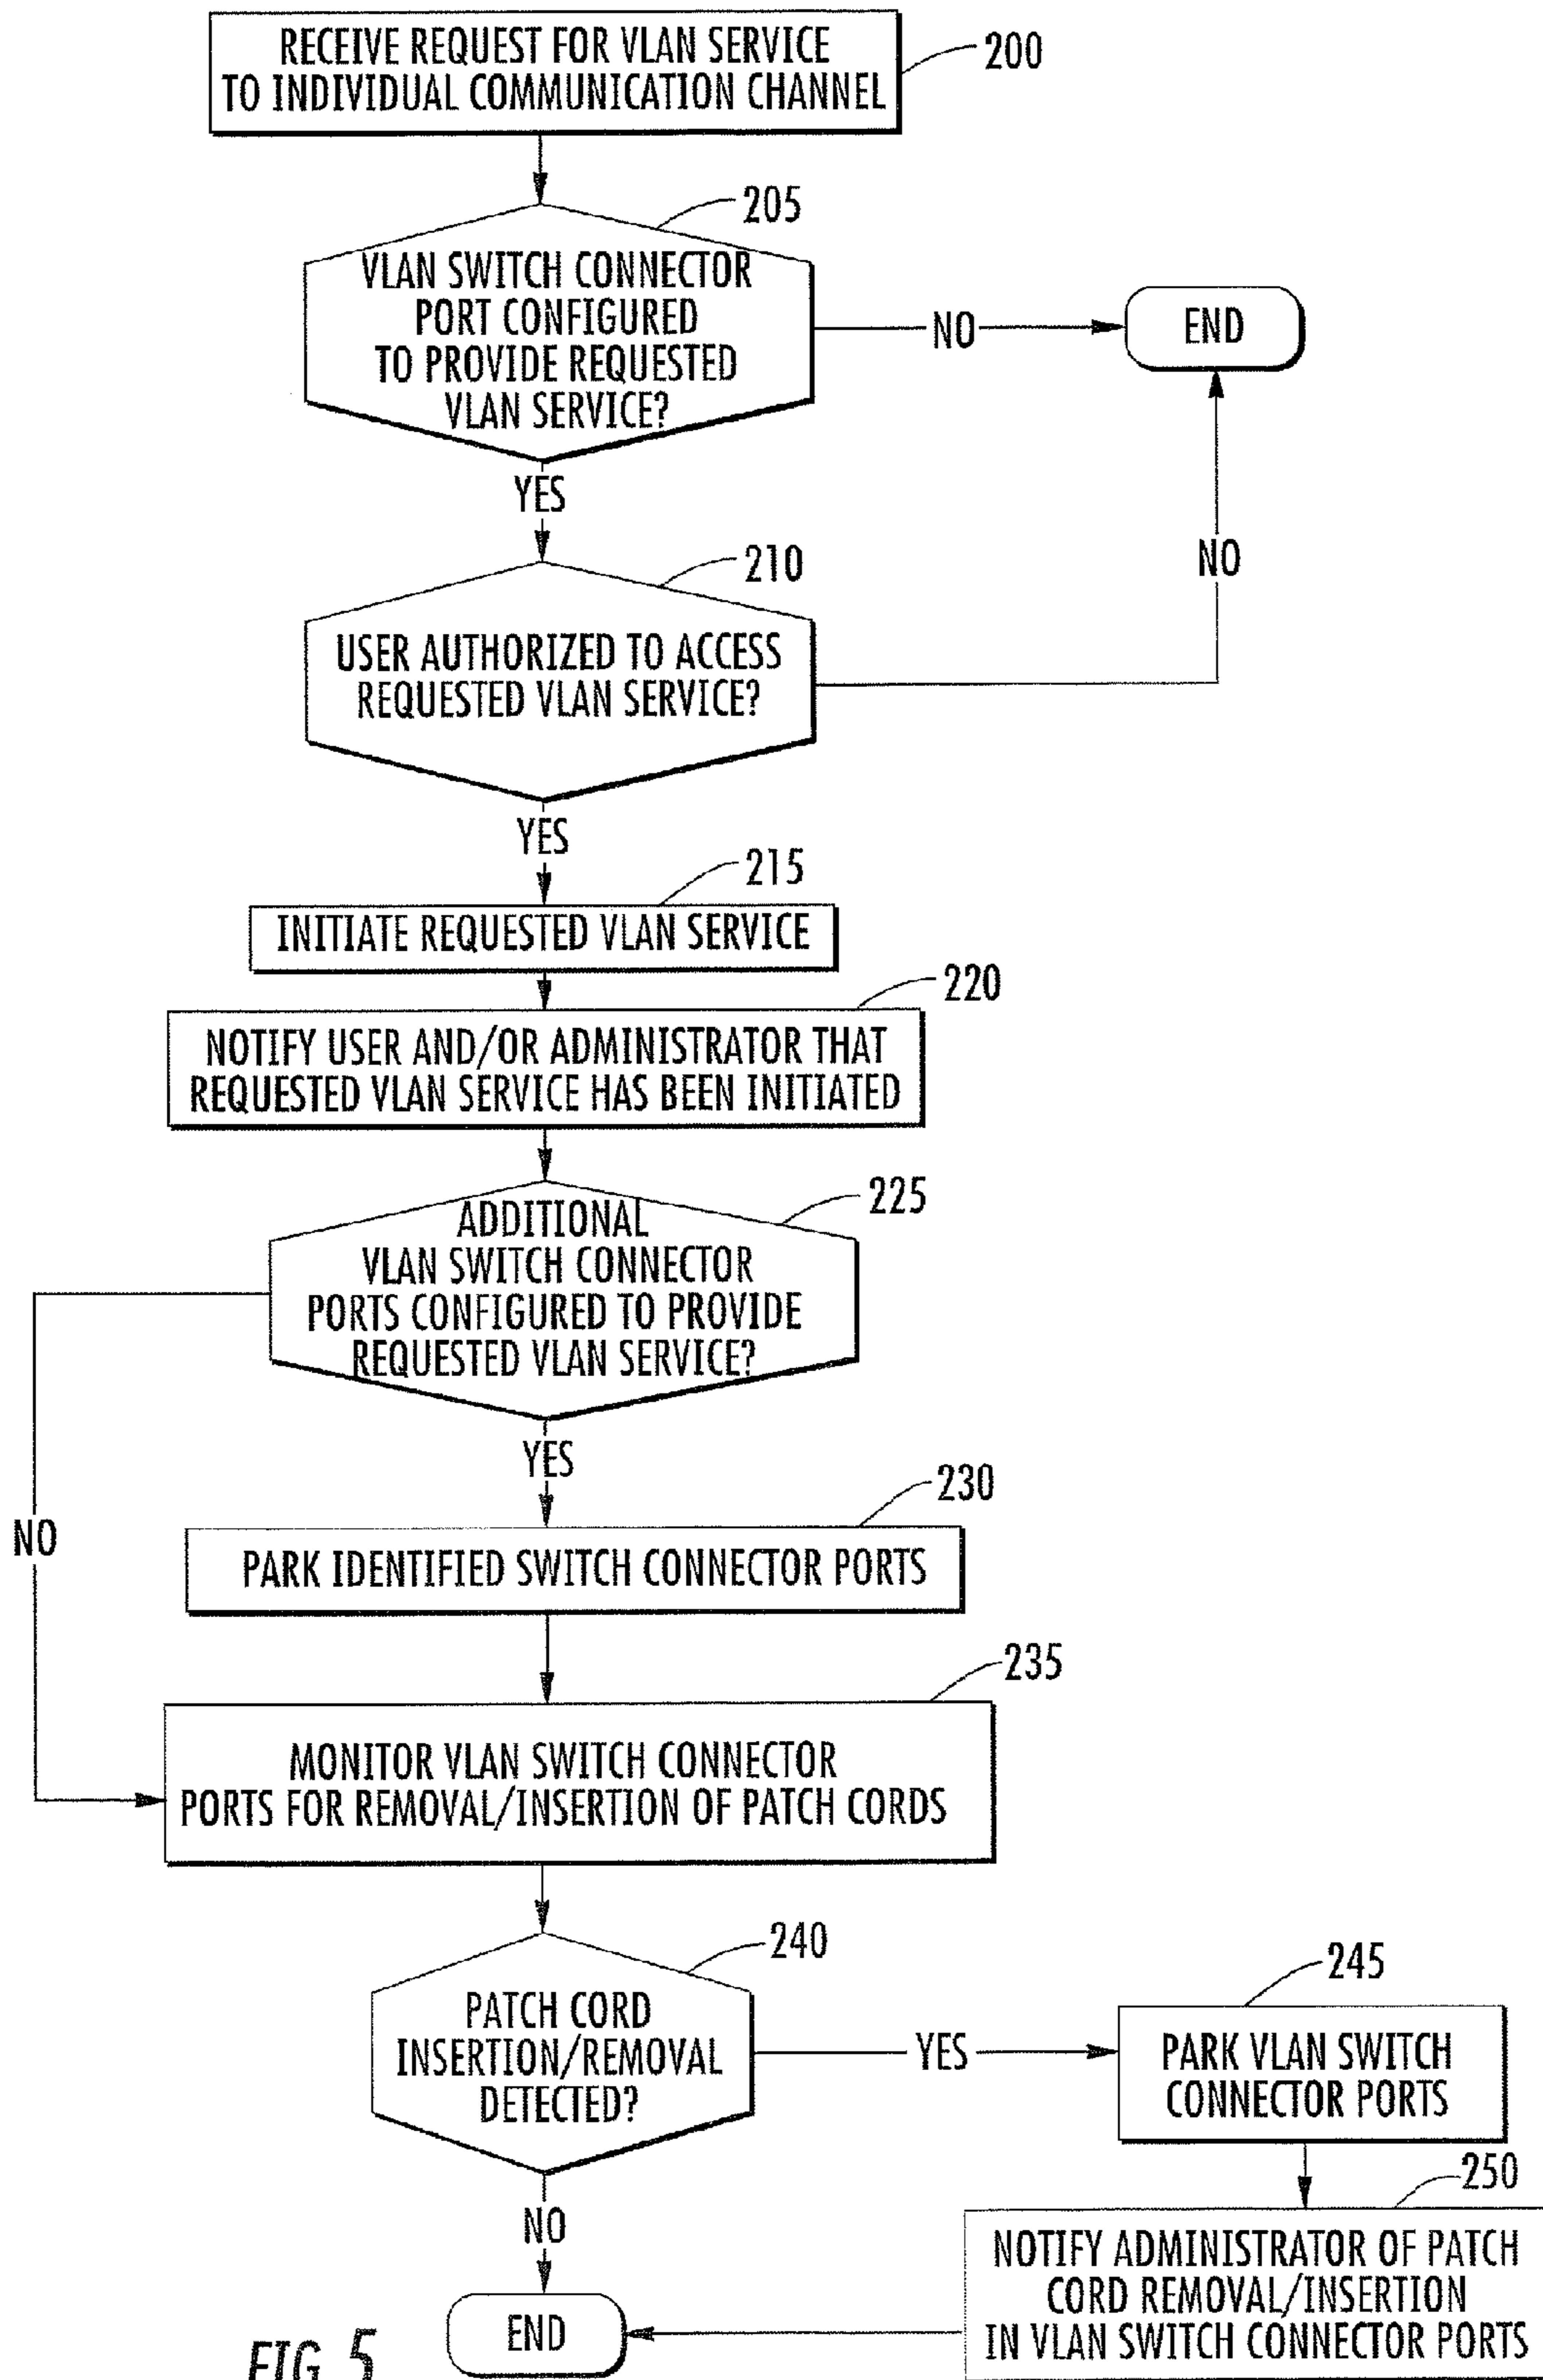 RECEIVE REQUEST FOR VLAN SERVICE
TO INDIVIDUAL COMMUNICATION CHANNEL
200
205
VLAN SWITCH CONNECTOR
PORT CONFIGURED
TO PROVIDE REQUESTED
VLAN SERVICE?
NO
END
YES
210
NO
USER AUTHORIZED TO ACCESS
REQUESTED VLAN SERVICE?
YES
215
INITIATE REQUESTED VLAN SERVICE
220
NOTIFY USER AND/OR ADMINISTRATOR THAT
REQUESTED VLAN SERVICE HAS BEEN INITIATED
225
ADDITIONAL
VLAN SWITCH CONNECTOR
PORTS CONFIGURED TO PROVIDE
REQUESTED VLAN SERVICE?
YES
NO
230
PARK IDENTIFIED SWITCH CONNECTOR PORTS
235
MONITOR VLAN SWITCH CONNECTOR
PORTS FOR REMOVAL/INSERTION OF PATCH CORDS
240
PATCH CORD
INSERTION/REMOVAL
DETECTED?
YES
245
PARK VLAN SWITCH
CONNECTOR PORTS
NO
250
NOTIFY ADMINISTRATOR OF PATCH
CORD REMOVAL/INSERTION
IN VLAN SWITCH CONNECTOR PORTS
END
FIG. 5